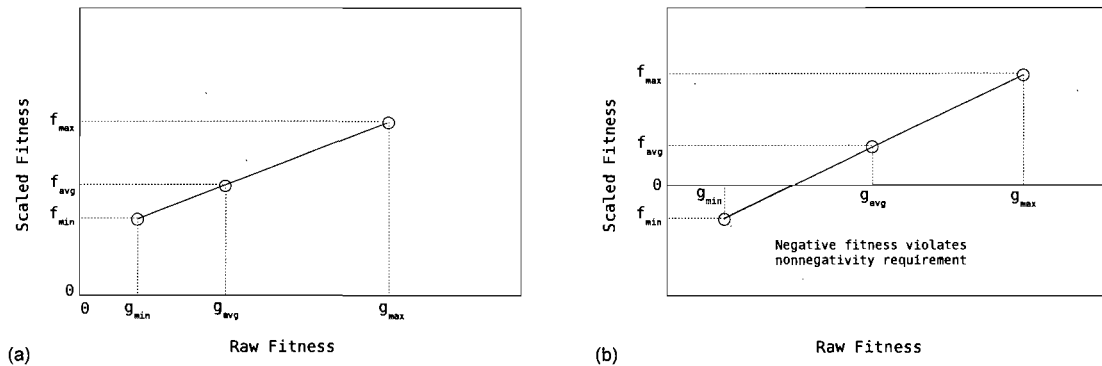 Scaled Fitness
f_max
f_avg
f_min
0
0
g_min
g_avg
g_max
Raw Fitness
(a)
Scaled Fitness
f_max
f_avg
0
f_min
g_min
g_avg
g_max
Negative fitness violates
nonnegativity requirement
Raw Fitness
(b)